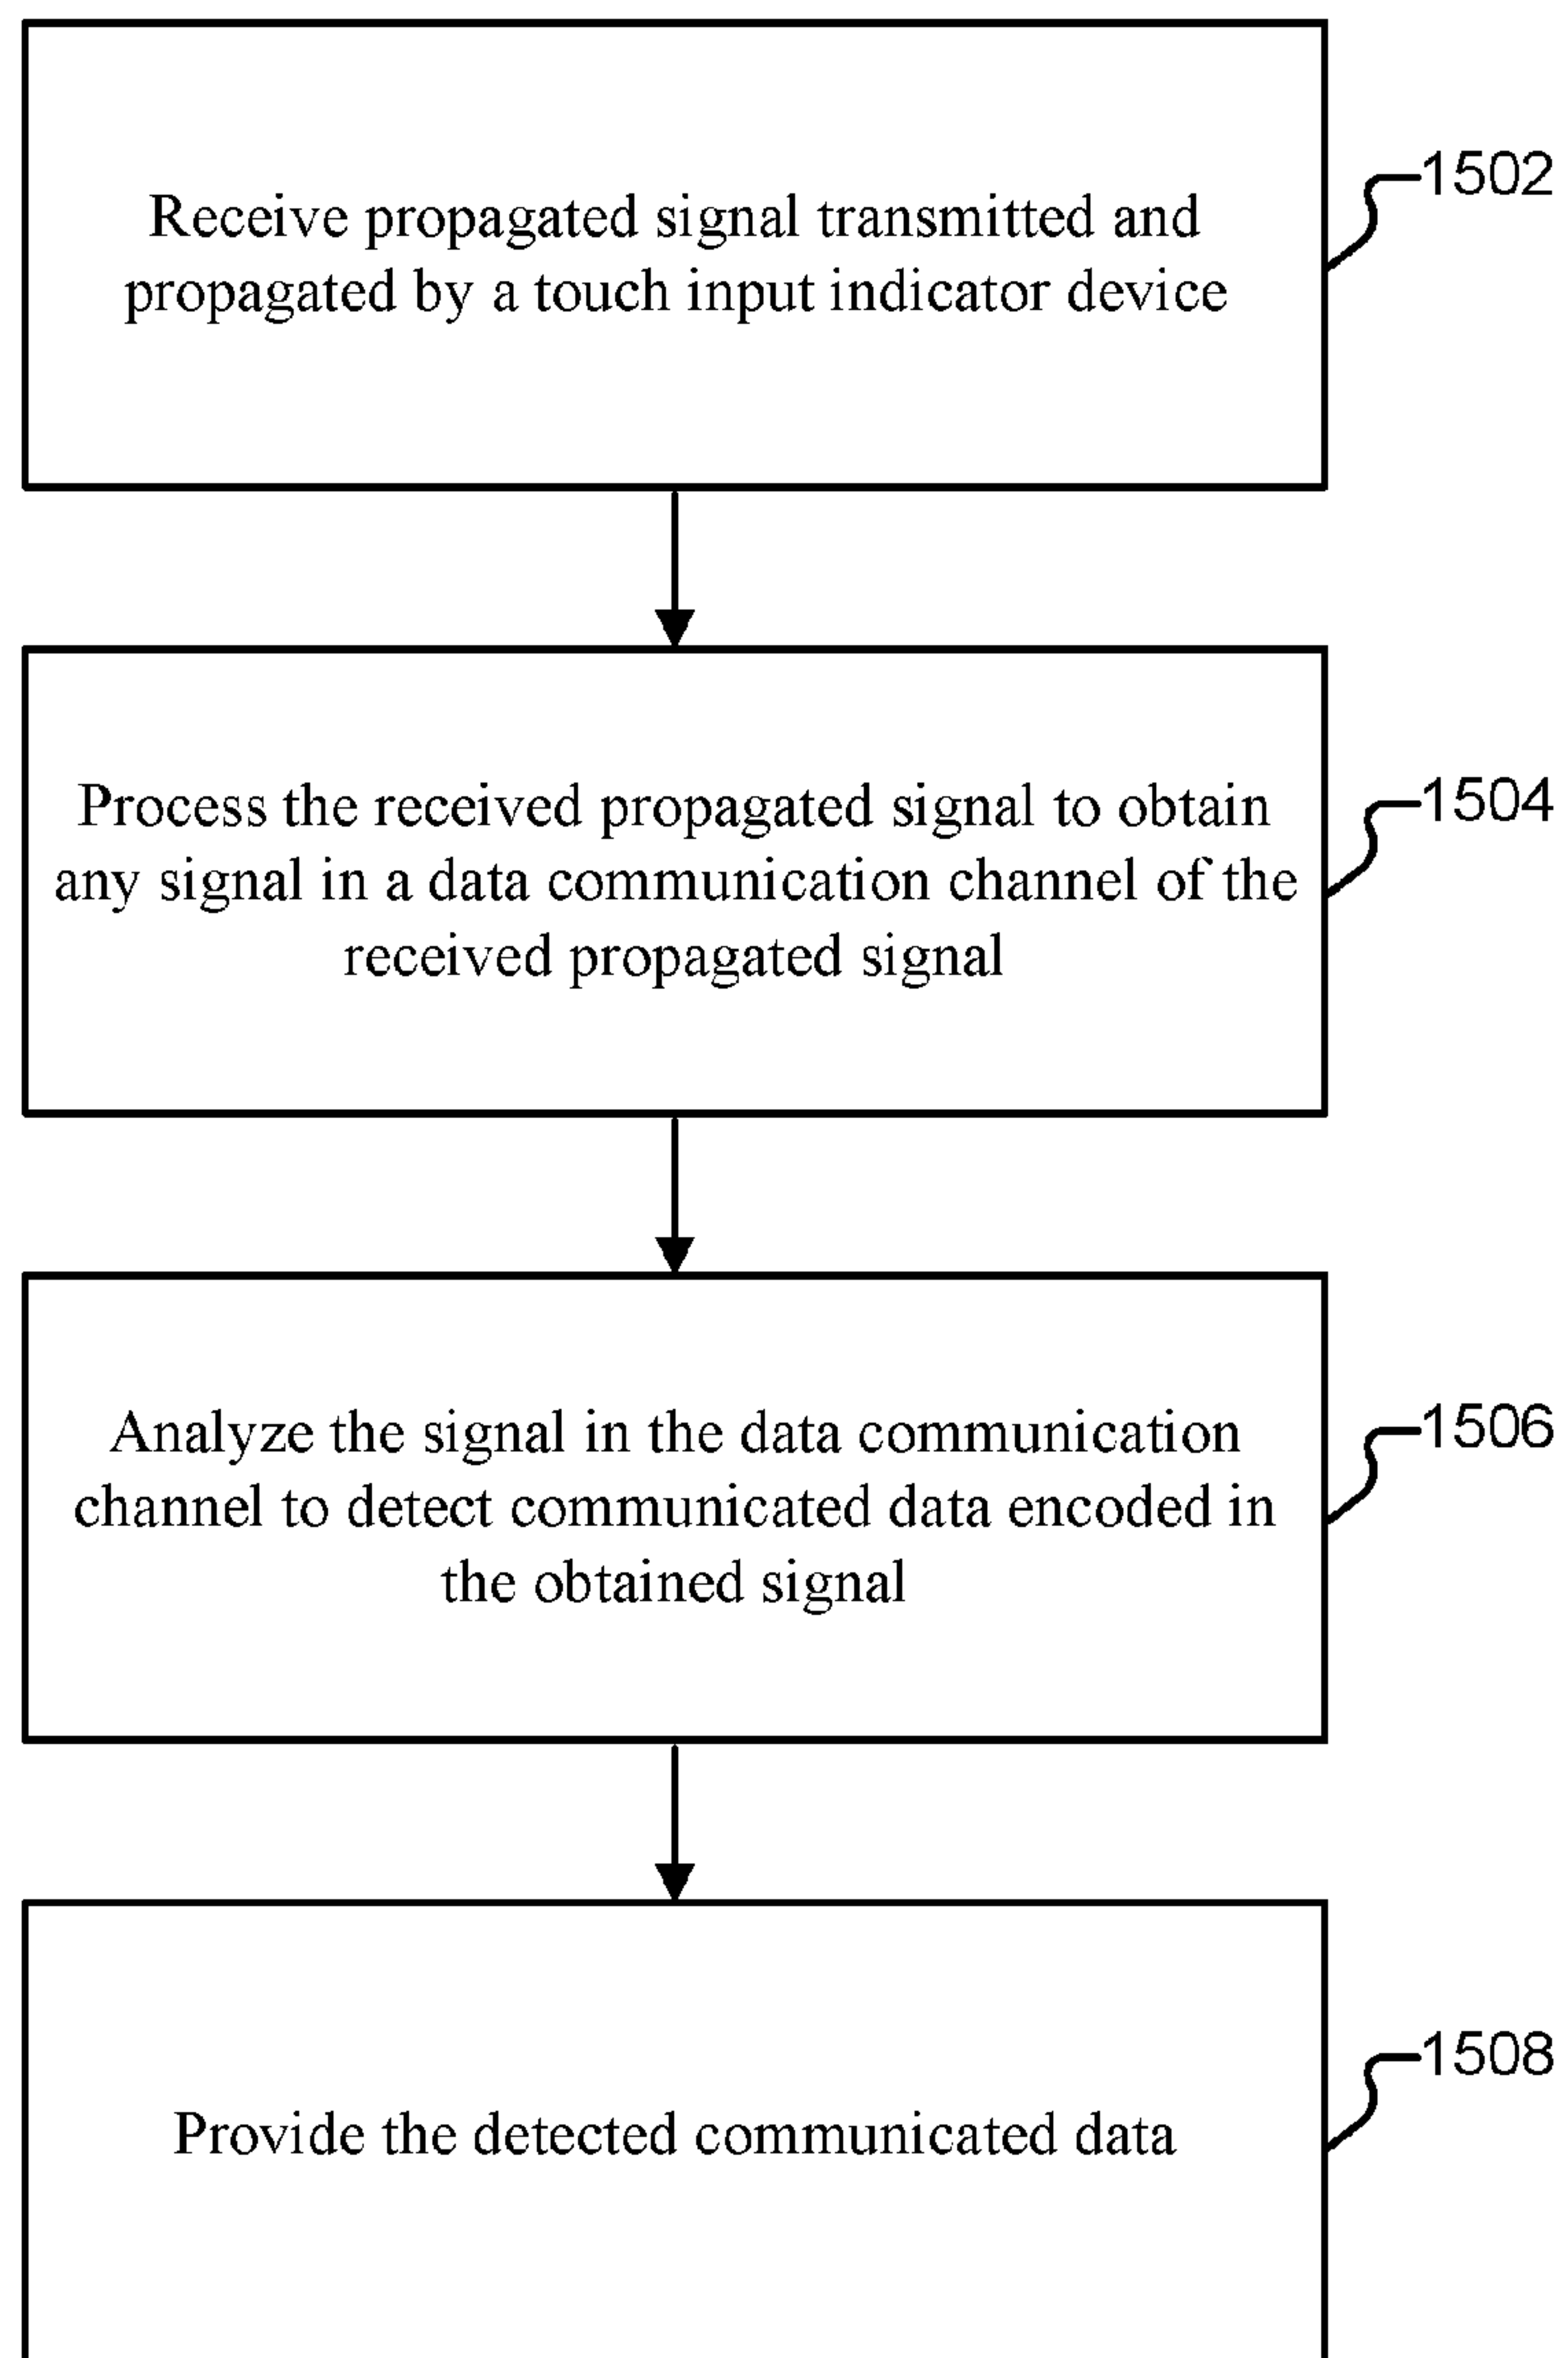 Receive propagated signal transmitted and
propagated by a touch input indicator device
1502
Process the received propagated signal to obtain
any signal in a data communication channel of the
received propagated signal
1504
Analyze the signal in the data communication
channel to detect communicated data encoded in
the obtained signal
1506
Provide the detected communicated data
1508